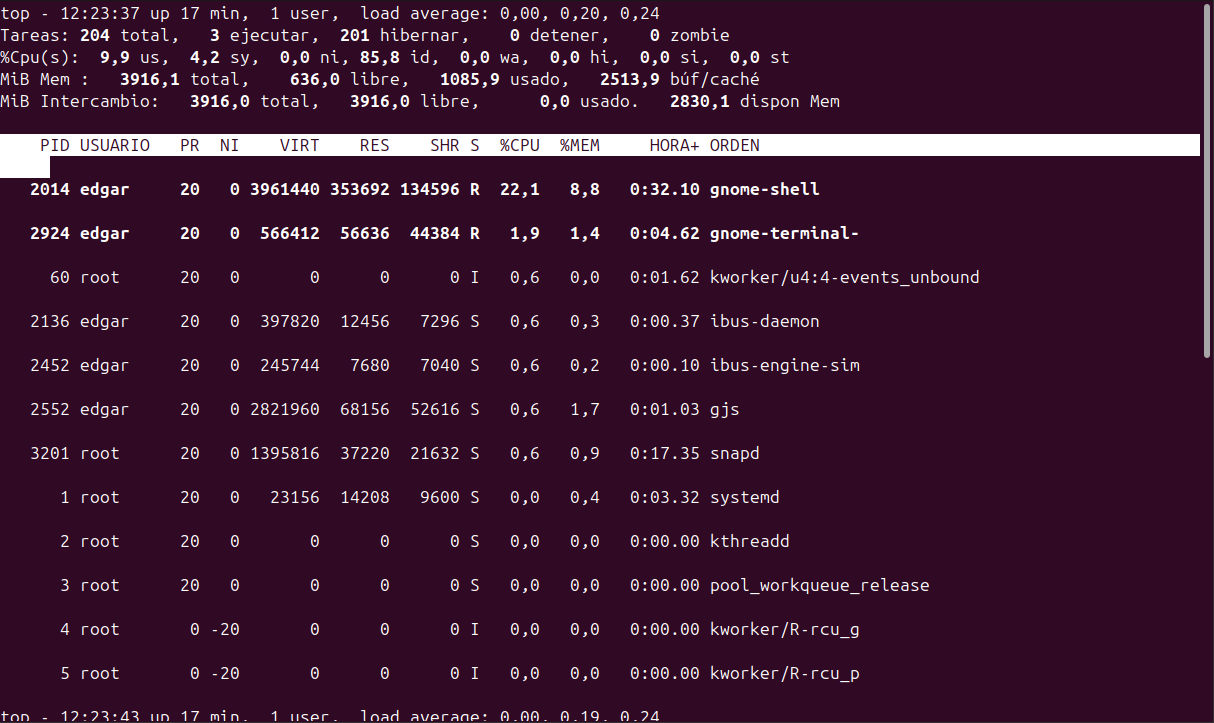 top - 12:23:37 up 17 min,  1 user,  load average: 0,00, 0,20, 0,24
Tareas: 204 total,   3 ejecutar,  201 hibernar,    0 detener,    0 zombie
%Cpu(s):  9,9 us,  4,2 sy,  0,0 ni, 85,8 id,  0,0 wa,  0,0 hi,  0,0 si,  0,0 st
MiB Mem :   3916,1 total,    636,0 libre,   1085,9 usado,   2513,9 búf/caché
MiB Intercambio:   3916,0 total,   3916,0 libre,      0,0 usado.   2830,1 dispon Mem
    PID USUARIO   PR  NI    VIRT    RES    SHR S  %CPU  %MEM     HORA+ ORDEN
   2014 edgar     20   0 3961440 353692 134596 R  22,1   8,8   0:32.10 gnome-shell
   2924 edgar     20   0  566412  56636  44384 R   1,9   1,4   0:04.62 gnome-terminal-
     60 root      20   0       0      0      0 I   0,6   0,0   0:01.62 kworker/u4:4-events_unbound
   2136 edgar     20   0  397820  12456   7296 S   0,6   0,3   0:00.37 ibus-daemon
   2452 edgar     20   0  245744   7680   7040 S   0,6   0,2   0:00.10 ibus-engine-sim
   2552 edgar     20   0 2821960  68156  52616 S   0,6   1,7   0:01.03 gjs
   3201 root      20   0 1395816  37220  21632 S   0,6   0,9   0:17.35 snapd
      1 root      20   0   23156  14208   9600 S   0,0   0,4   0:03.32 systemd
      2 root      20   0       0      0      0 S   0,0   0,0   0:00.00 kthreadd
      3 root      20   0       0      0      0 S   0,0   0,0   0:00.00 pool_workqueue_release
      4 root       0 -20       0      0      0 I   0,0   0,0   0:00.00 kworker/R-rcu_g
      5 root       0 -20       0      0      0 I   0,0   0,0   0:00.00 kworker/R-rcu_p
top - 12:23:43 up 17 min,  1 user,  load average: 0,00, 0,19, 0,24